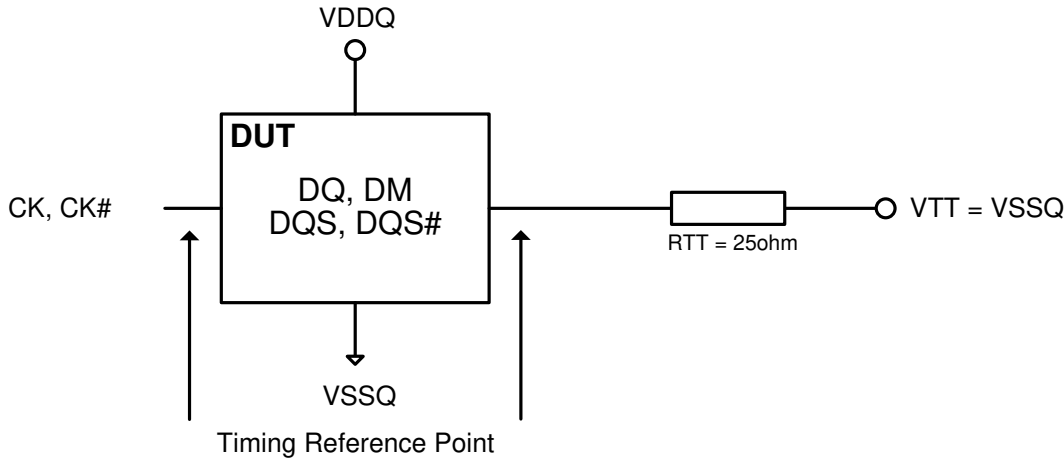 VDDQ
DUT
DQ, DM
DQS, DQS#
CK, CK#
VTT = VSSQ
RTT = 25ohm
VSSQ
Timing Reference Point